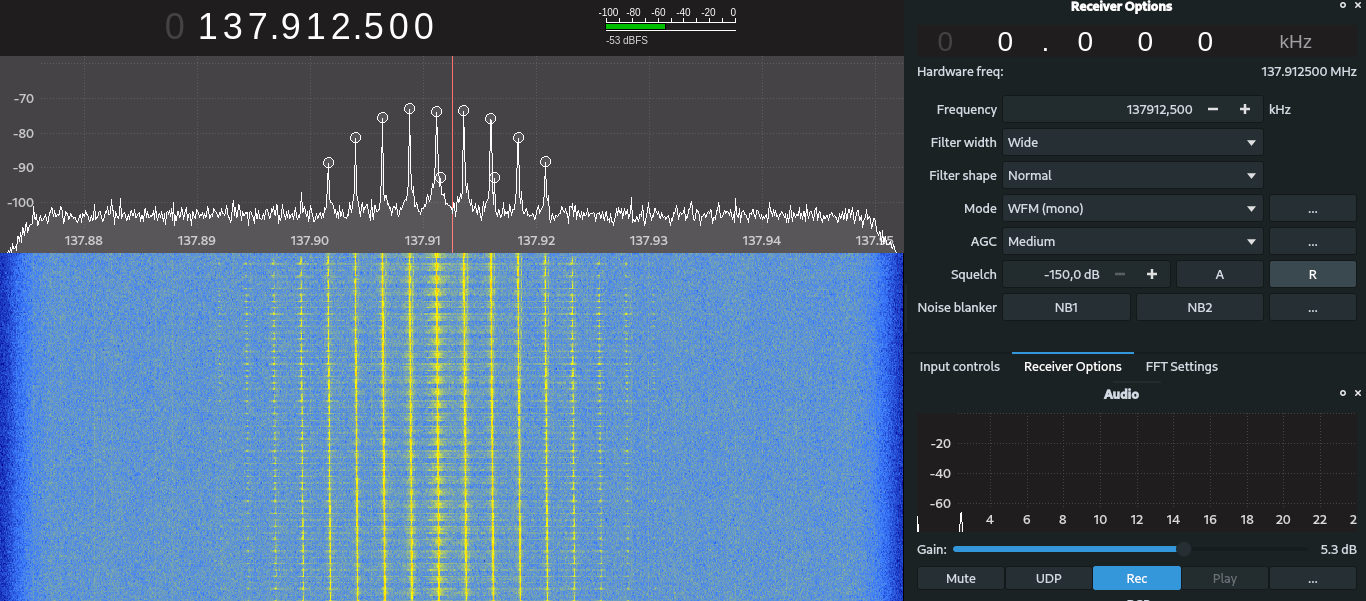 0 137.912.500
-100 -80 -60 -40 -20 0
-53 dBFS
-70
-80
-90
-100
137.88 137.89 137.90 137.91 137.92 137.93 137.94 137.95
Receiver Options
0 0 . 0 0 0 kHz
Hardware freq: 137.912500 MHz
Frequency 137912,500 − + kHz
Filter width Wide
Filter shape Normal
Mode WFM (mono) ...
AGC Medium ...
Squelch -150,0 dB − + A R
Noise blanker NB1 NB2 ...
Input controls Receiver Options FFT Settings
Audio
-20
-40
-60
4 6 8 10 12 14 16 18 20 22 2
Gain: 5.3 dB
Mute UDP Rec Play ...